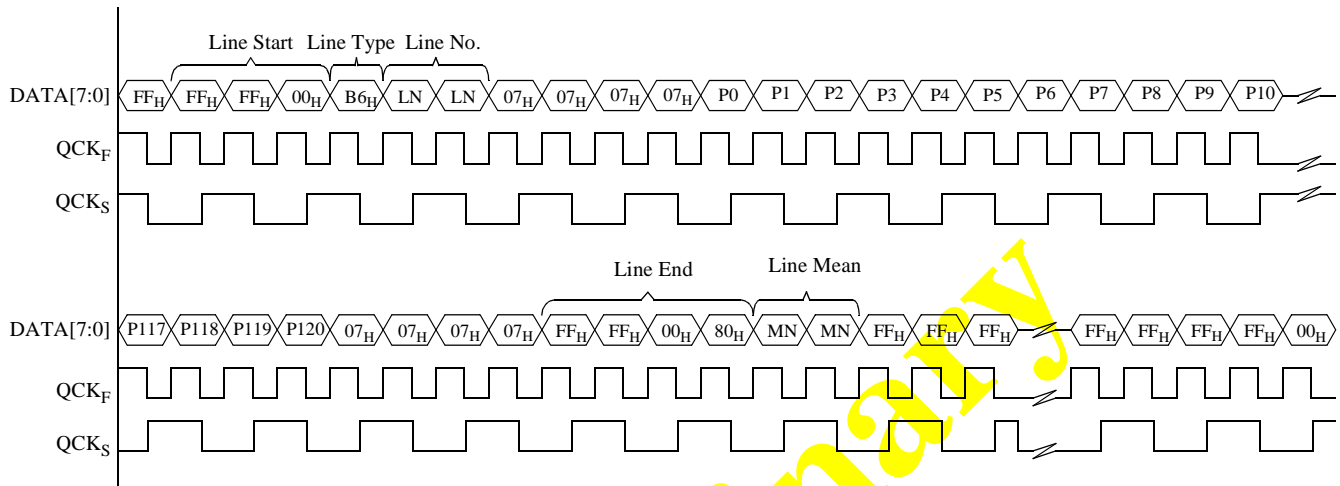 Line Start Line Type Line No.
DATA[7:0] FFH FFH FFH 00H B6H LN LN 07H 07H 07H 07H P0 P1 P2 P3 P4 P5 P6 P7 P8 P9 P10
QCKF
QCKS
Line End Line Mean
DATA[7:0] P117 P118 P119 P120 07H 07H 07H 07H FFH FFH 00H 80H MN MN FFH FFH FFH FFH FFH FFH FFH 00H
QCKF
QCKS
nary